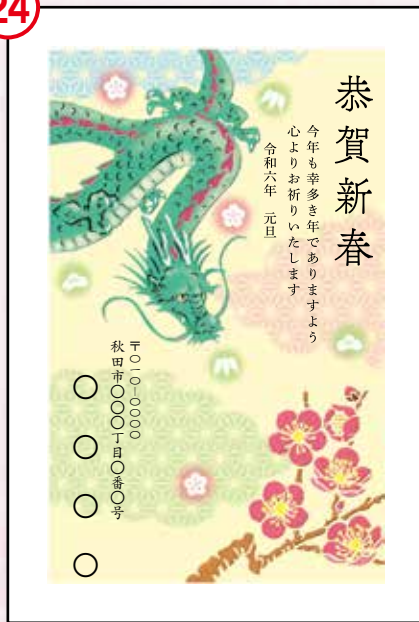 24
恭賀新春
今年も幸多き年でありますよう
心よりお祈りいたします
令和六年　元旦
〒〇一〇-〇〇〇〇
秋田市〇〇〇丁目〇番〇号
〇〇〇〇